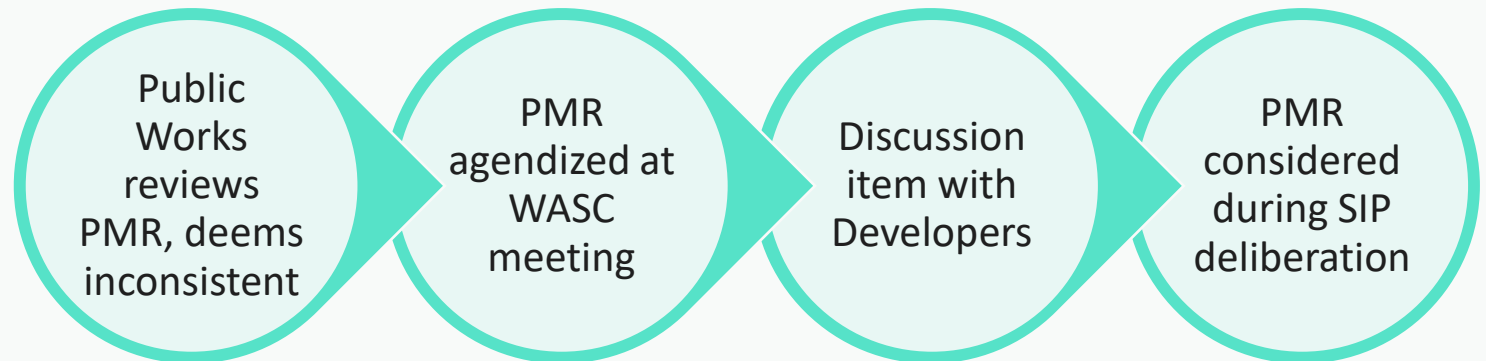 Public
Works
reviews
PMR, deems
inconsistent
PMR
agendized at
WASC
meeting
Discussion
item with
Developers
PMR
considered
during SIP
deliberation